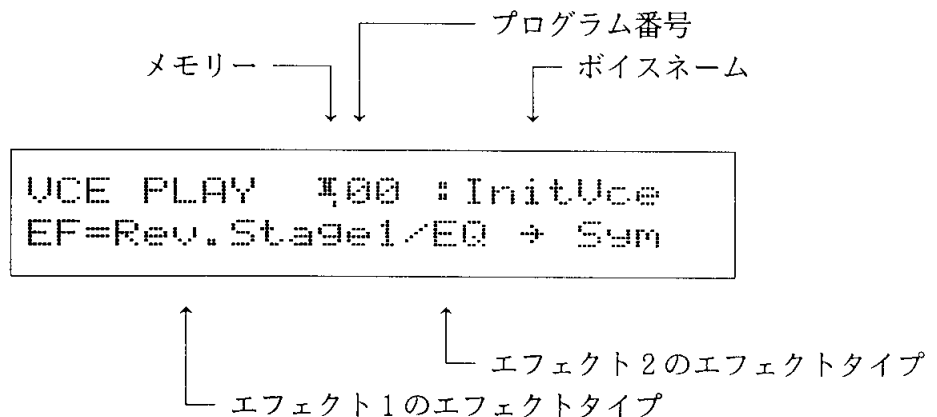 プログラム番号
メモリー
ボイスネーム
VCE PLAY I00 :InitVce
EF=Rev.Stage1/EQ → Sym
エフェクト2のエフェクトタイプ
エフェクト1のエフェクトタイプ